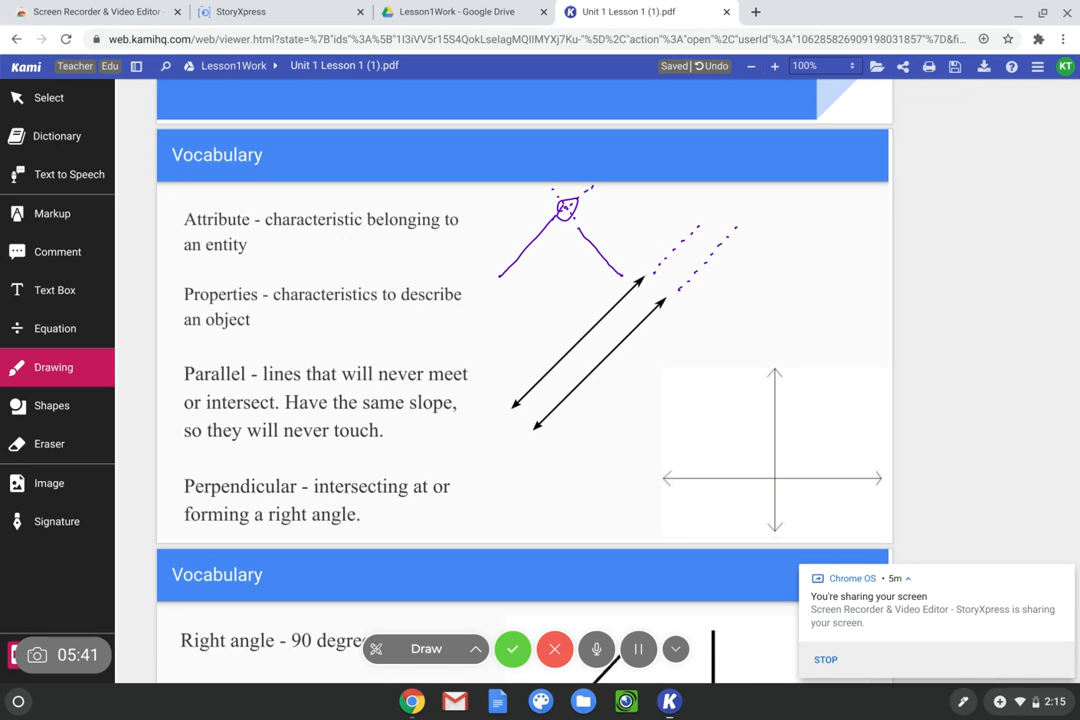 Screen Recorder & Video Editor -
StoryXpress
Lesson1Work - Google Drive
Unit 1 Lesson 1 (1).pdf
web.kamihq.com/web/viewer.html?state=%7B"ids"%3A%5B"1I3iVV5r15S4QokLseIagMQIIMYXj7Ku-"%5D%2C"action"%3A"open"%2C"userId"%3A"106285826909198031857"%7D&fi...
Kami
Teacher
Edu
Lesson1Work
Unit 1 Lesson 1 (1).pdf
Saved
Undo
100%
KT
Select
Dictionary
Text to Speech
Markup
Comment
Text Box
Equation
Drawing
Shapes
Eraser
Image
Signature
Vocabulary
Attribute - characteristic belonging to
an entity
Properties - characteristics to describe
an object
Parallel - lines that will never meet
or intersect. Have the same slope,
so they will never touch.
Perpendicular - intersecting at or
forming a right angle.
Vocabulary
Right angle - 90 degre
Draw
05:41
Chrome OS • 5m
You're sharing your screen
Screen Recorder & Video Editor - StoryXpress is sharing
your screen.
STOP
2:15